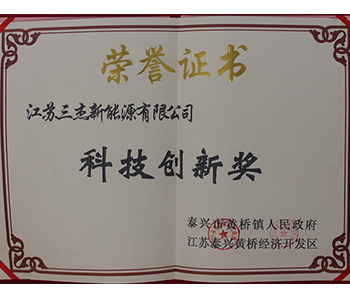 荣誉证书
江苏三杰新能源有限公司
科技创新奖
泰兴市黄桥镇人民政府
江苏泰兴黄桥经济开发区